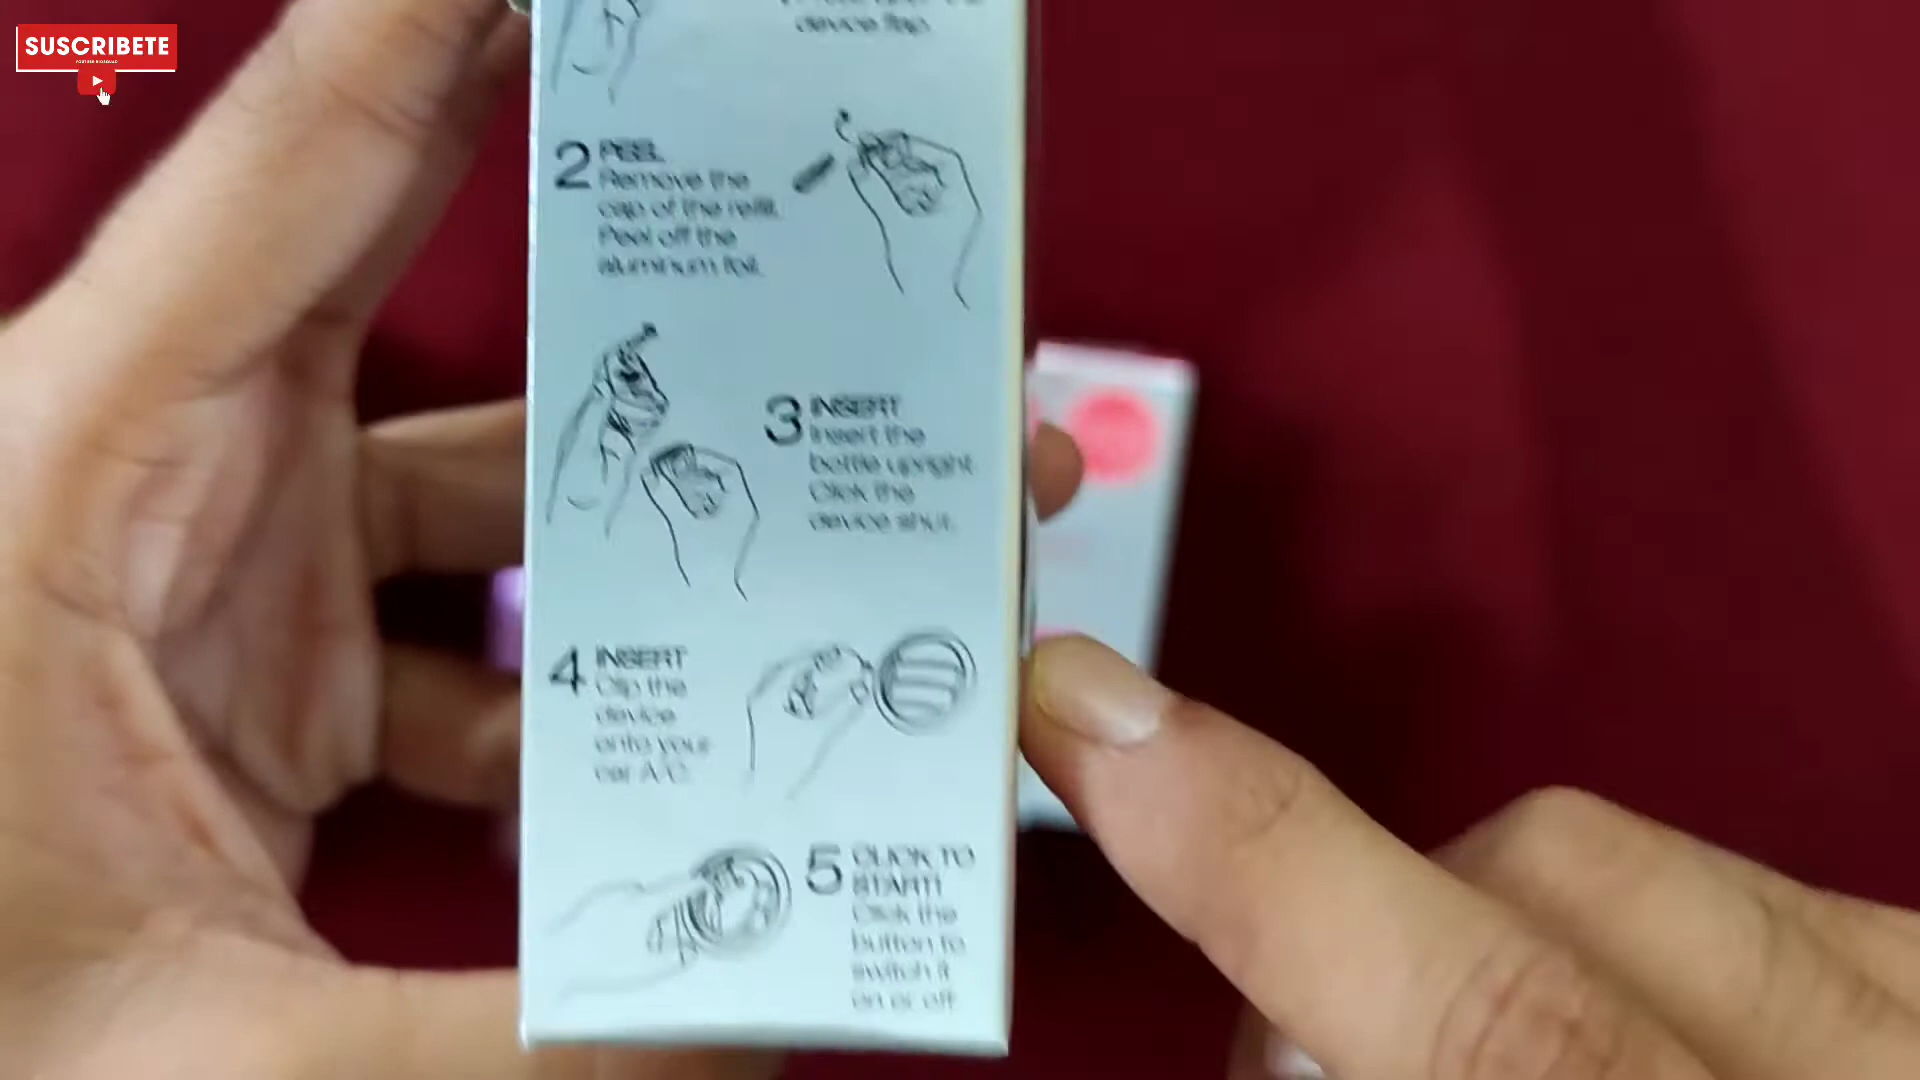 SUSCRIBETE
device flap.
2 PEEL
Remove the
cap of the refill.
Peel off the
aluminum foil.
3 INSERT
Insert the
bottle upright.
Click the
device shut.
4 INSERT
Clip the
device
onto your
car A/C.
5 CLICK TO
START!
Click the
button to
switch it
on or off